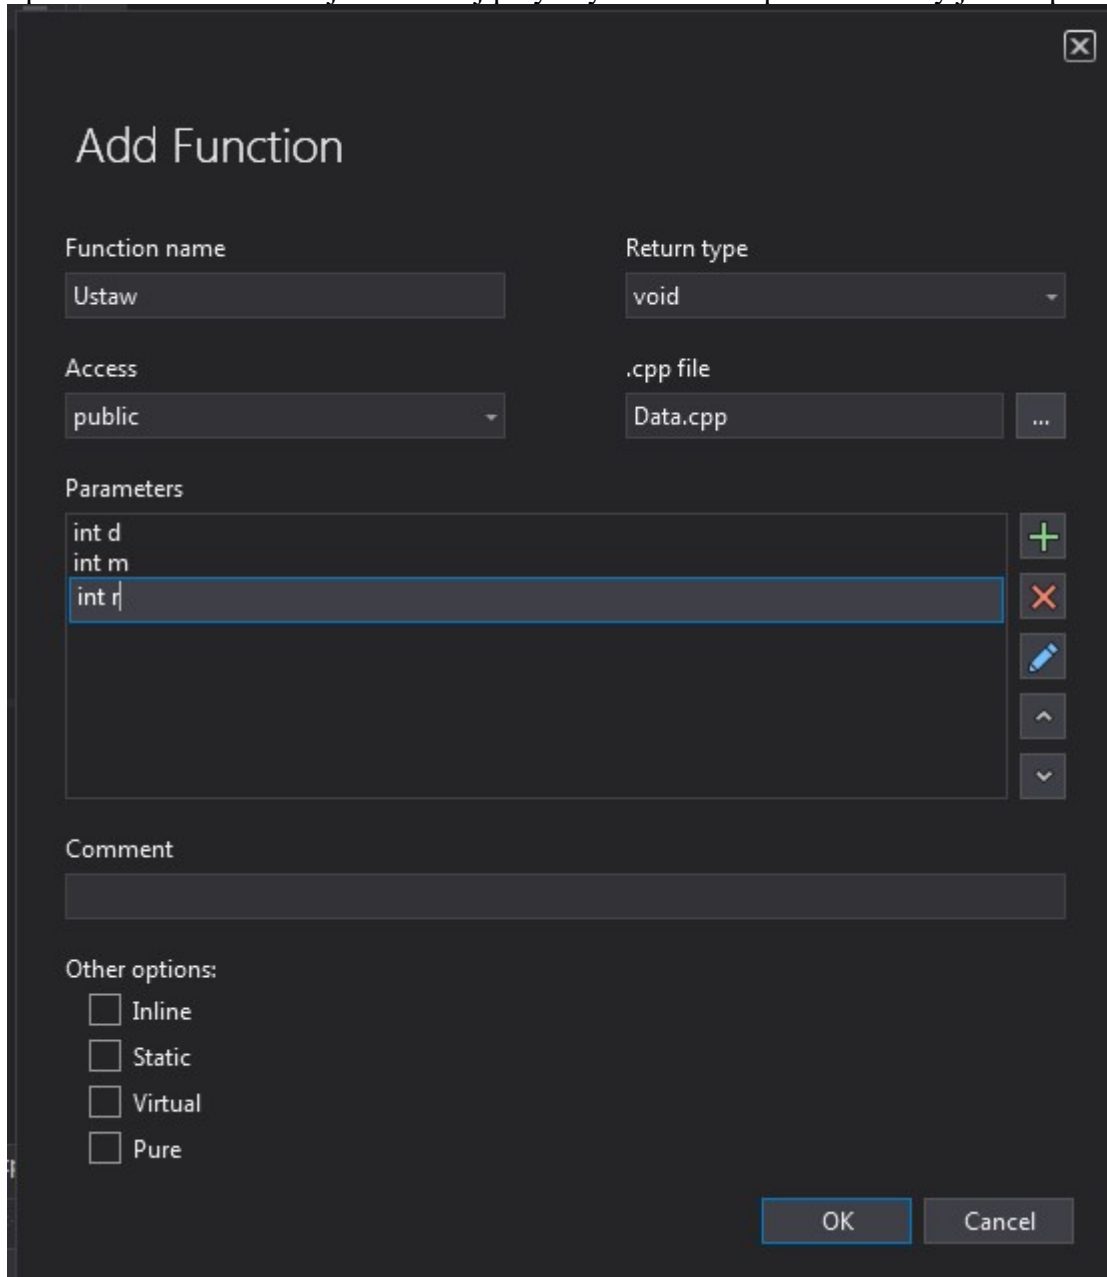 Add Function
Function name Return type
Ustaw void
Access .cpp file
public Data.cpp ...
Parameters
int d
int m
int r
Comment
Other options:
Inline
Static
Virtual
Pure
OK Cancel